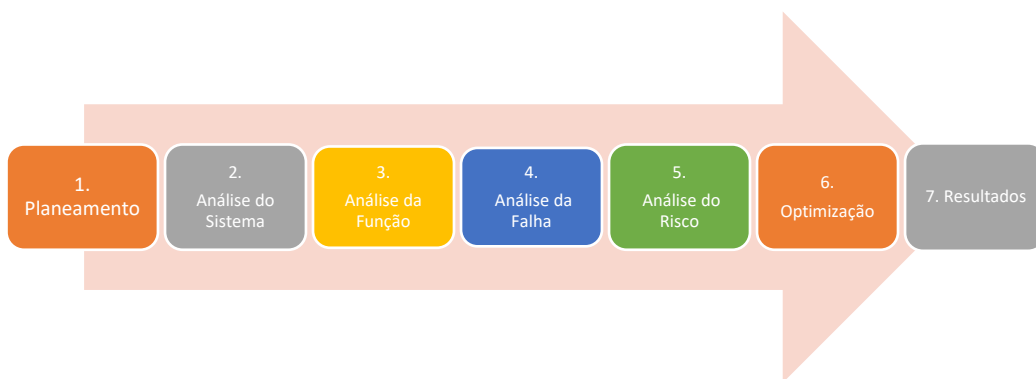 1.
Planeamento
2.
Análise do
Sistema
3.
Análise da
Função
4.
Análise da
Falha
5.
Análise do
Risco
6.
Optimização
7. Resultados